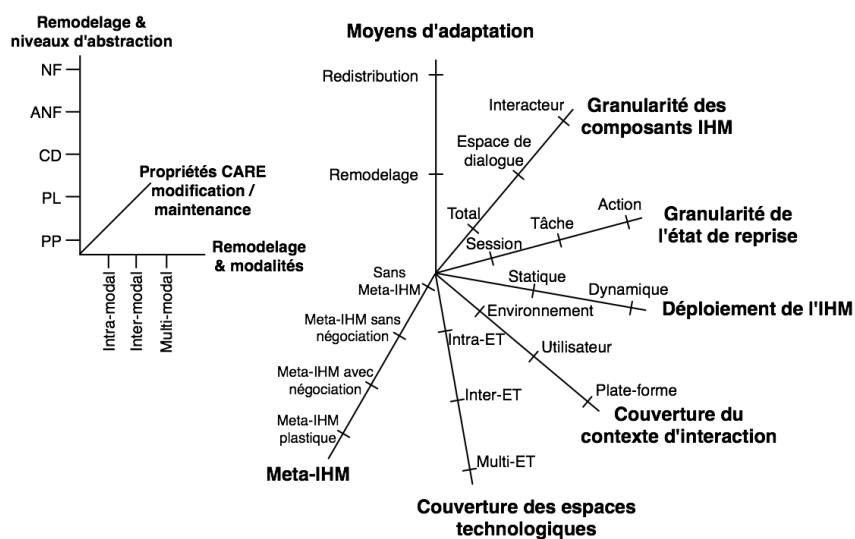 Remodelage &
niveaux d'abstraction
NF
ANF
CD
PL
PP
Propriétés CARE
modification /
maintenance
Remodelage
& modalités
Intra-modal
Inter-modal
Multi-modal
Moyens d'adaptation
Redistribution
Remodelage
Interacteur
Espace de
dialogue
Total
Granularité des
composants IHM
Action
Tâche
Session
Granularité de
l'état de reprise
Statique
Dynamique
Déploiement de l'IHM
Environnement
Utilisateur
Plate-forme
Couverture du
contexte d'interaction
Intra-ET
Inter-ET
Multi-ET
Couverture des espaces
technologiques
Sans
Meta-IHM
Meta-IHM sans
négociation
Meta-IHM avec
négociation
Meta-IHM
plastique
Meta-IHM